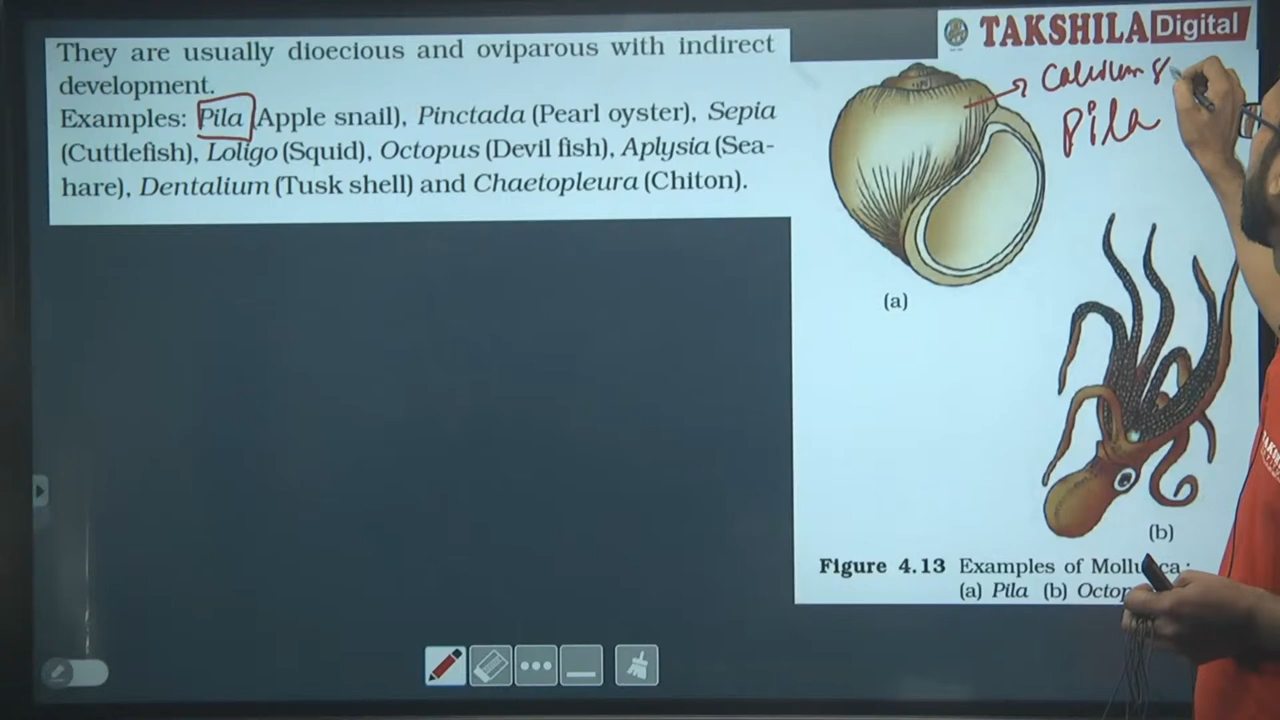 They are usually dioecious and oviparous with indirect
development.
Examples: Pila (Apple snail), Pinctada (Pearl oyster), Sepia
(Cuttlefish), Loligo (Squid), Octopus (Devil fish), Aplysia (Sea-
hare), Dentalium (Tusk shell) and Chaetopleura (Chiton).
TAKSHILA Digital
Pila
(a)
(b)
Figure 4.13 Examples of Mollusca:
(a) Pila (b) Octop